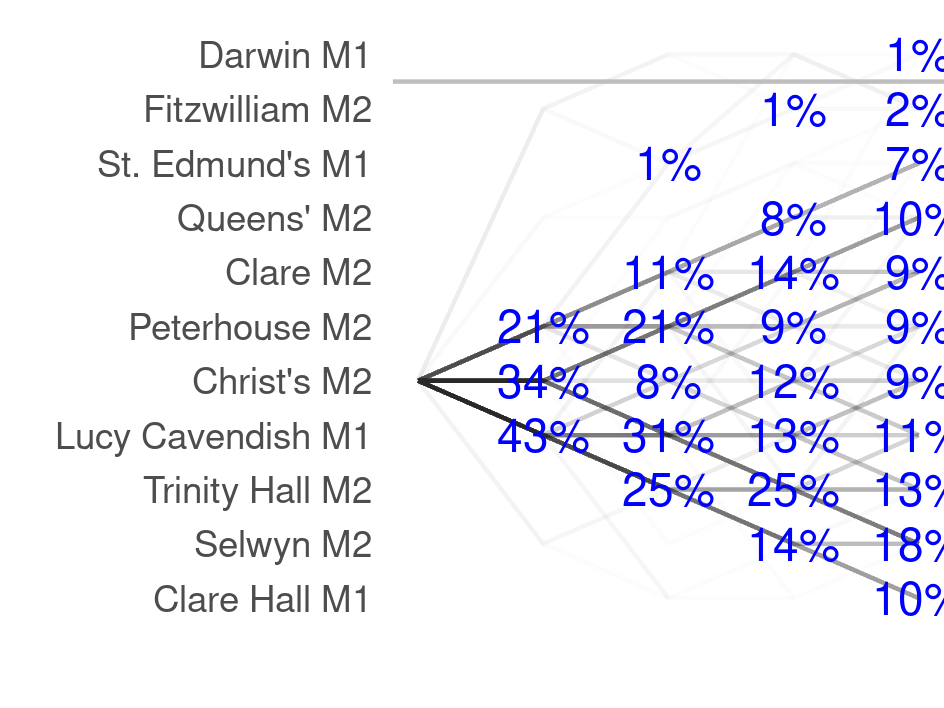 Darwin M1 1%
Fitzwilliam M2 1% 2%
St. Edmund's M1 1% 7%
Queens' M2 8% 10%
Clare M2 11% 14% 9%
Peterhouse M2 21% 21% 9% 9%
Christ's M2 34% 8% 12% 9%
Lucy Cavendish M1 43% 31% 13% 11%
Trinity Hall M2 25% 25% 13%
Selwyn M2 14% 18%
Clare Hall M1 10%